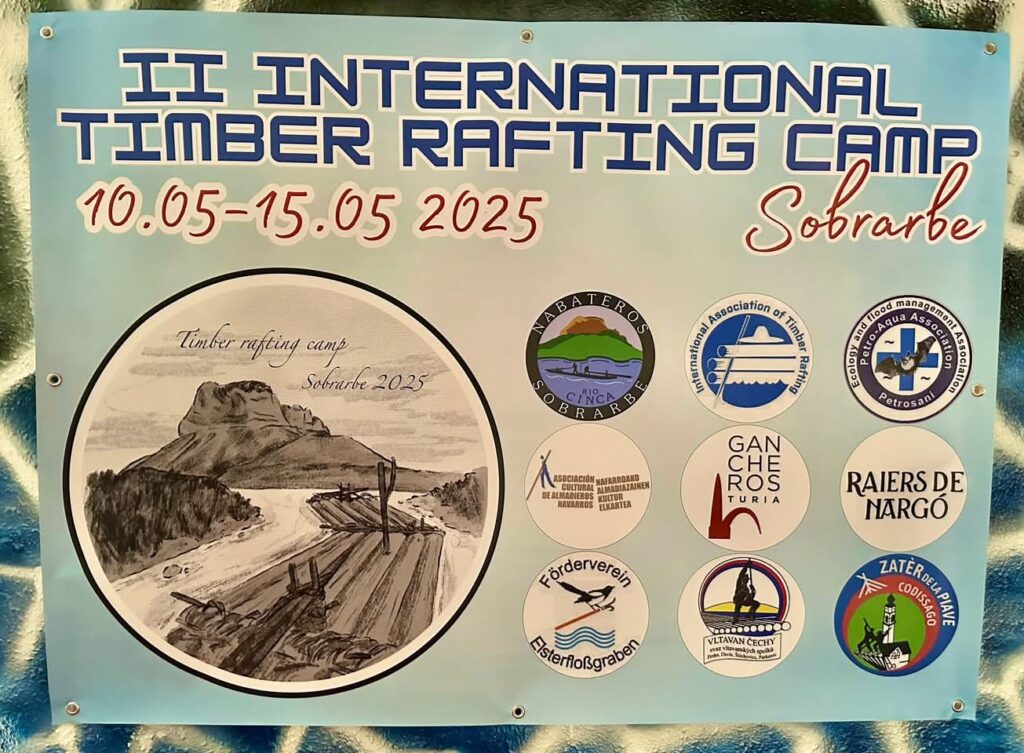 II INTERNATIONAL
TIMBER RAFTING CAMP
10.05-15.05 2025
Sobrarbe
Timber rafting camp
Sobrarbe 2025
NABATEROS
RIO
CINCA
SOBRARBE
International Association of Timber Rafting
Ecology and flood management Association
Petro-Aqua Association
Petrosani
ASOCIACIÓN
CULTURAL
DE ALMADIEROS
NAVARROS
NAFARROAKO
ALMADIAZAINEN
KULTUR
ELKARTEA
GAN
CHE
ROS
TURIA
RAIERS DE
NARGÓ
Förderverein
Elsterfloßgraben
VLTAVAN ČECHY
svaz vltavanských spolků
ZATÈR DE LA PIAVE
CODISSAGO